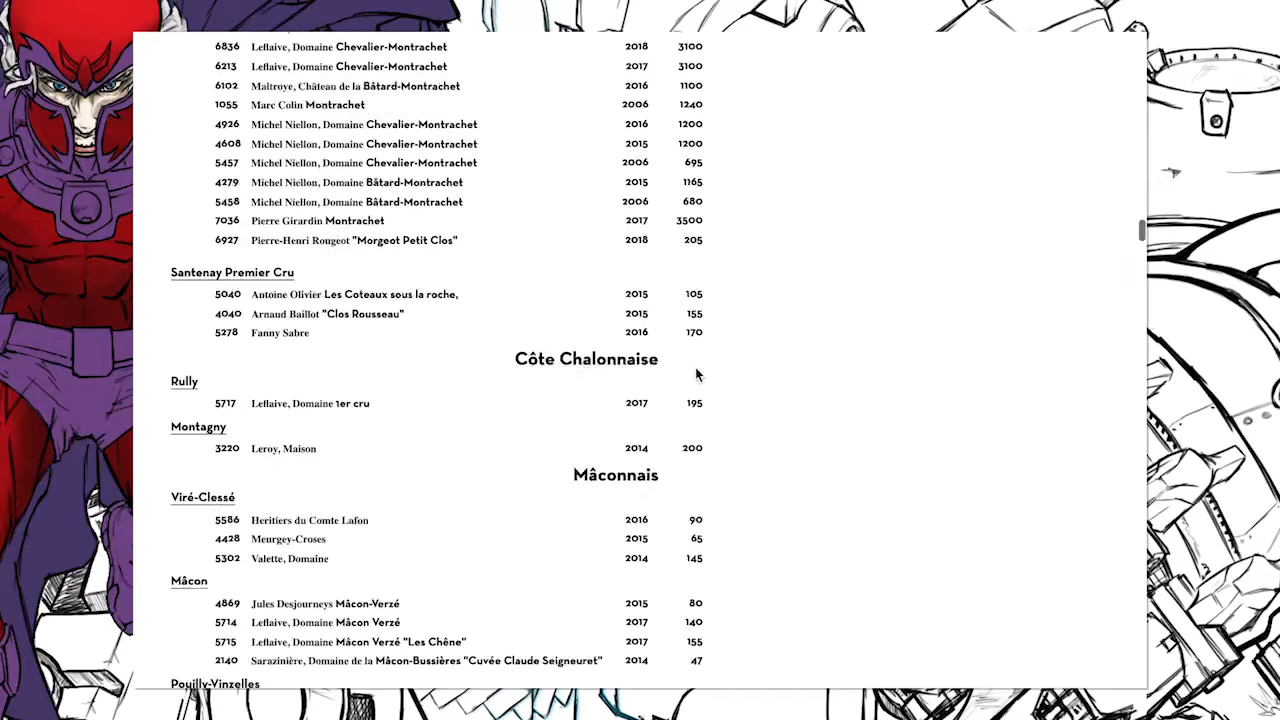 6836 Leflaive, Domaine Chevalier-Montrachet 2018 3100
6213 Leflaive, Domaine Chevalier-Montrachet 2017 3100
6102 Maltroye, Château de la Bâtard-Montrachet 2016 1100
1055 Marc Colin Montrachet 2006 1240
4926 Michel Niellon, Domaine Chevalier-Montrachet 2016 1200
4608 Michel Niellon, Domaine Chevalier-Montrachet 2015 1200
5457 Michel Niellon, Domaine Chevalier-Montrachet 2006 695
4279 Michel Niellon, Domaine Bâtard-Montrachet 2015 1165
5458 Michel Niellon, Domaine Bâtard-Montrachet 2006 680
7036 Pierre Girardin Montrachet 2017 3500
6927 Pierre-Henri Rougeot "Morgeot Petit Clos" 2018 205
Santenay Premier Cru
5040 Antoine Olivier Les Coteaux sous la roche, 2015 105
4040 Arnaud Baillot "Clos Rousseau" 2015 155
5278 Fanny Sabre 2016 170
Côte Chalonnaise
Rully
5717 Leflaive, Domaine 1er cru 2017 195
Montagny
3220 Leroy, Maison 2014 200
Mâconnais
Viré-Clessé
5586 Heritiers du Comte Lafon 2016 90
4428 Meurgey-Croses 2015 65
5302 Valette, Domaine 2014 145
Mâcon
4869 Jules Desjourneys Mâcon-Verzé 2015 80
5714 Leflaive, Domaine Mâcon Verzé 2017 140
5715 Leflaive, Domaine Mâcon Verzé "Les Chêne" 2017 155
2140 Sarazinière, Domaine de la Mâcon-Bussières "Cuvée Claude Seigneuret" 2014 47
Pouilly-Vinzelles